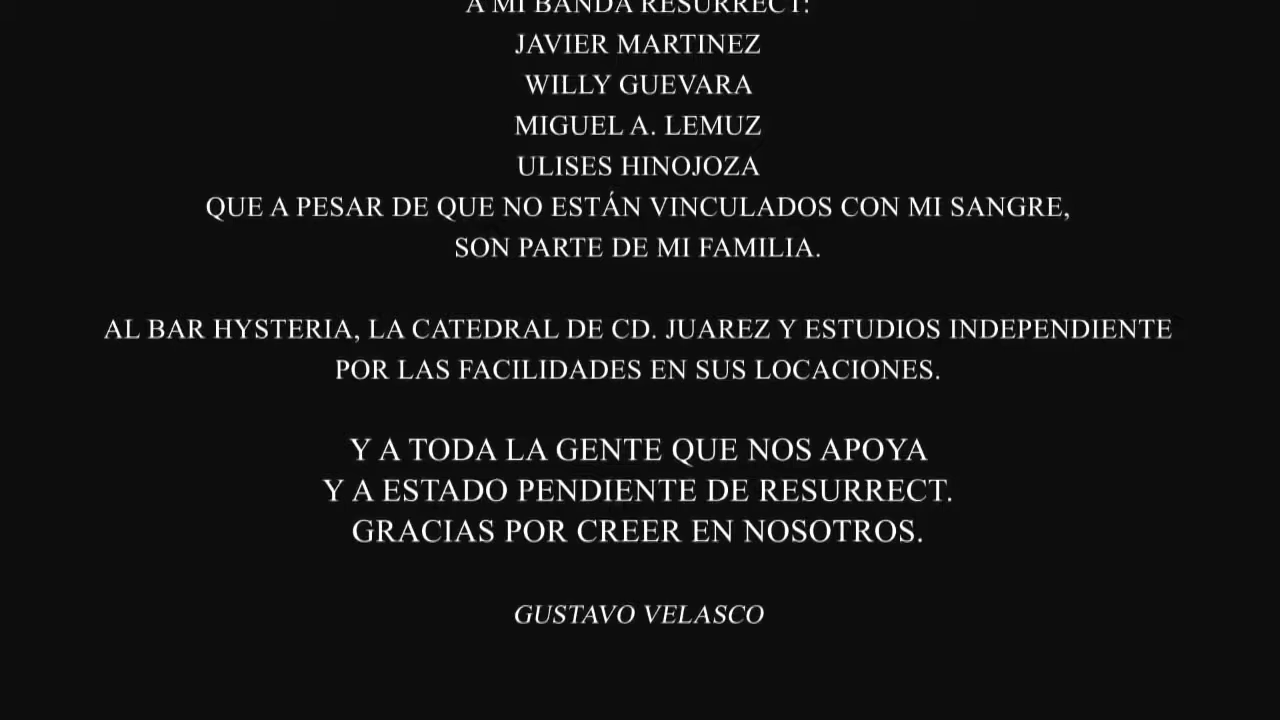 A MI BANDA RESURRECT:
JAVIER MARTINEZ
WILLY GUEVARA
MIGUEL A. LEMUZ
ULISES HINOJOZA
QUE A PESAR DE QUE NO ESTÁN VINCULADOS CON MI SANGRE,
SON PARTE DE MI FAMILIA.
AL BAR HYSTERIA, LA CATEDRAL DE CD. JUAREZ Y ESTUDIOS INDEPENDIENTE
POR LAS FACILIDADES EN SUS LOCACIONES.
Y A TODA LA GENTE QUE NOS APOYA
Y A ESTADO PENDIENTE DE RESURRECT.
GRACIAS POR CREER EN NOSOTROS.
GUSTAVO VELASCO